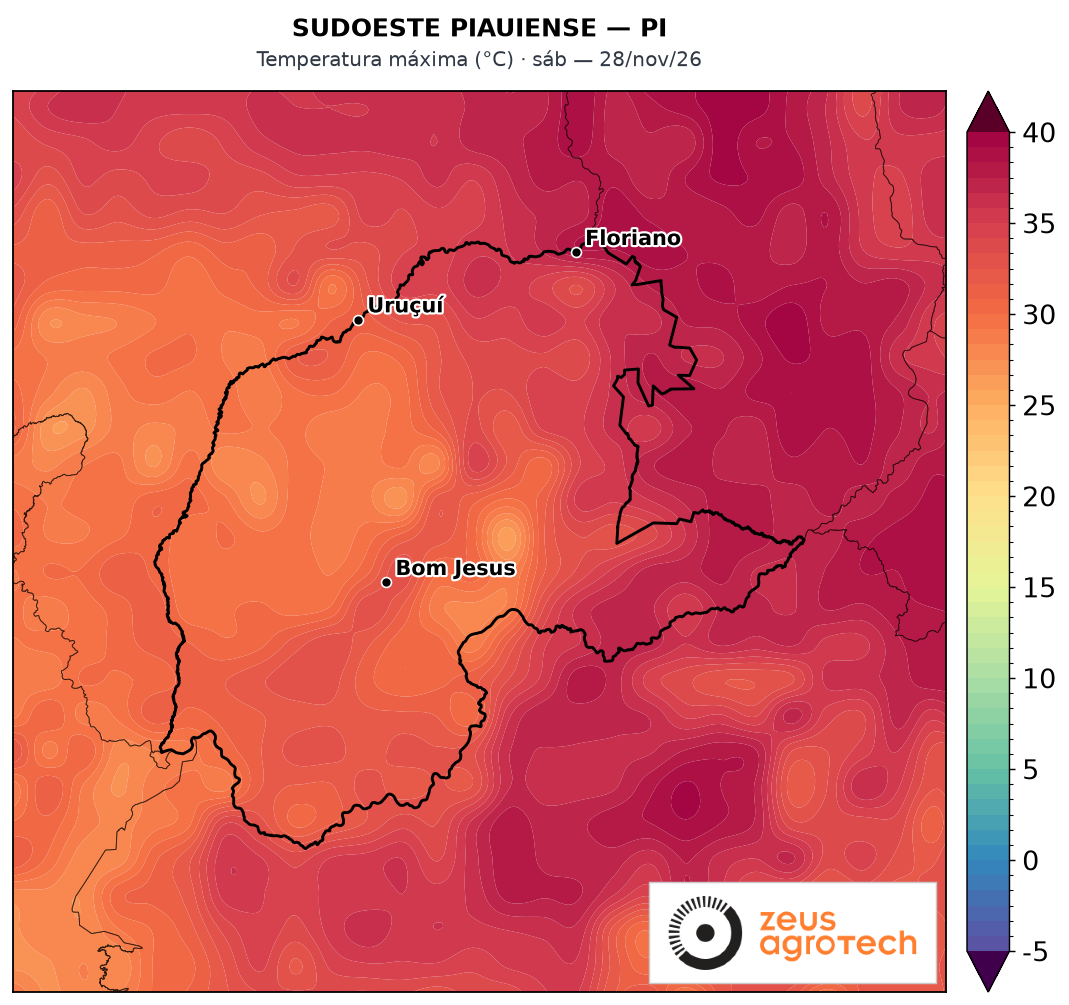 SUDOESTE PIAUIENSE — PI
Temperatura máxima (°C) · sáb — 28/nov/26
Floriano
Uruçuí
Bom Jesus
40
35
30
25
20
15
10
5
0
-5
zeus
agrotech